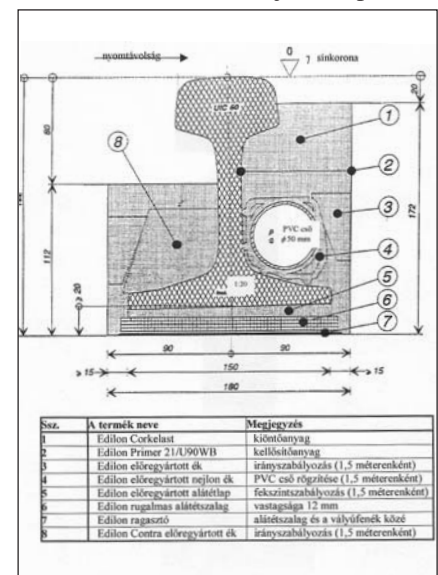 nyomtávolság
0
sínkorona
20
UIC 60
1
80
8
2
3
172
112
PVC cső
ϕ 50 mm
4
1:20
5
6
≥ 20
7
90
90
≥ 15
150
≥ 15
180
Ssz. A termék neve Megjegyzés
1 Edilon Corkelast kiöntőanyag
2 Edilon Primer 21/U90WB kellősítőanyag
3 Edilon előregyártott ék irányszabályozás (1,5 méterenként)
4 Edilon előregyártott nejlon ék PVC cső rögzítése (1,5 méterenként)
5 Edilon előregyártott alátétlap fekszintszabályozás (1,5 méterenként)
6 Edilon rugalmas alátétszalag vastagsága 12 mm
7 Edilon ragasztó alátétszalag és a vályúfenék közé
8 Edilon Contra előregyártott ék irányszabályozás (1,5 méterenként)